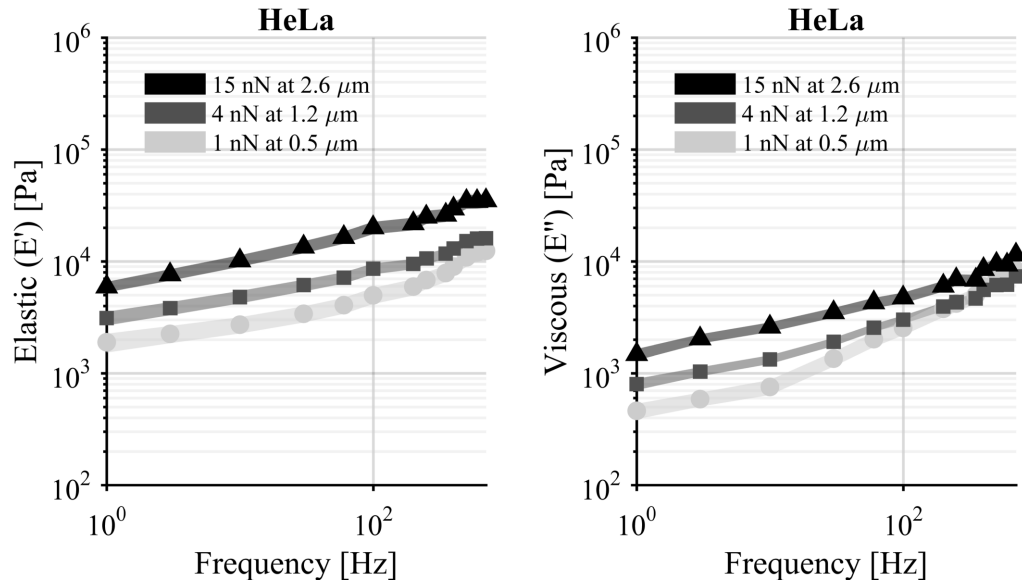 HeLa
10^6
10^5
10^4
10^3
10^2
15 nN at 2.6 μm
4 nN at 1.2 μm
1 nN at 0.5 μm
Elastic (E') [Pa]
10^0
10^2
Frequency [Hz]
HeLa
10^6
10^5
10^4
10^3
10^2
15 nN at 2.6 μm
4 nN at 1.2 μm
1 nN at 0.5 μm
Viscous (E'') [Pa]
10^0
10^2
Frequency [Hz]